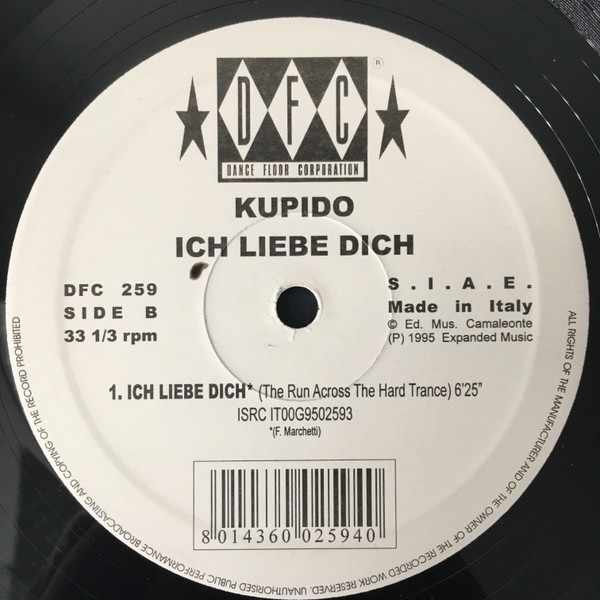 DFC®
DANCE FLOOR CORPORATION
KUPIDO
ICH LIEBE DICH
DFC 259
SIDE B
33 1/3 rpm
S.I.A.E.
Made in Italy
© Ed. Mus. Camaleonte
(P) 1995 Expanded Music
1. ICH LIEBE DICH* (The Run Across The Hard Trance) 6'25"
ISRC IT00G9502593
*(F. Marchetti)
8 014360 025940
ALL RIGHTS OF THE MANUFACTURER AND OF THE OWNER OF THE RECORDED WORK RESERVED. UNAUTHORISED PUBLIC PERFORMANCE BROADCASTING AND COPYING OF THE RECORD PROHIBITED